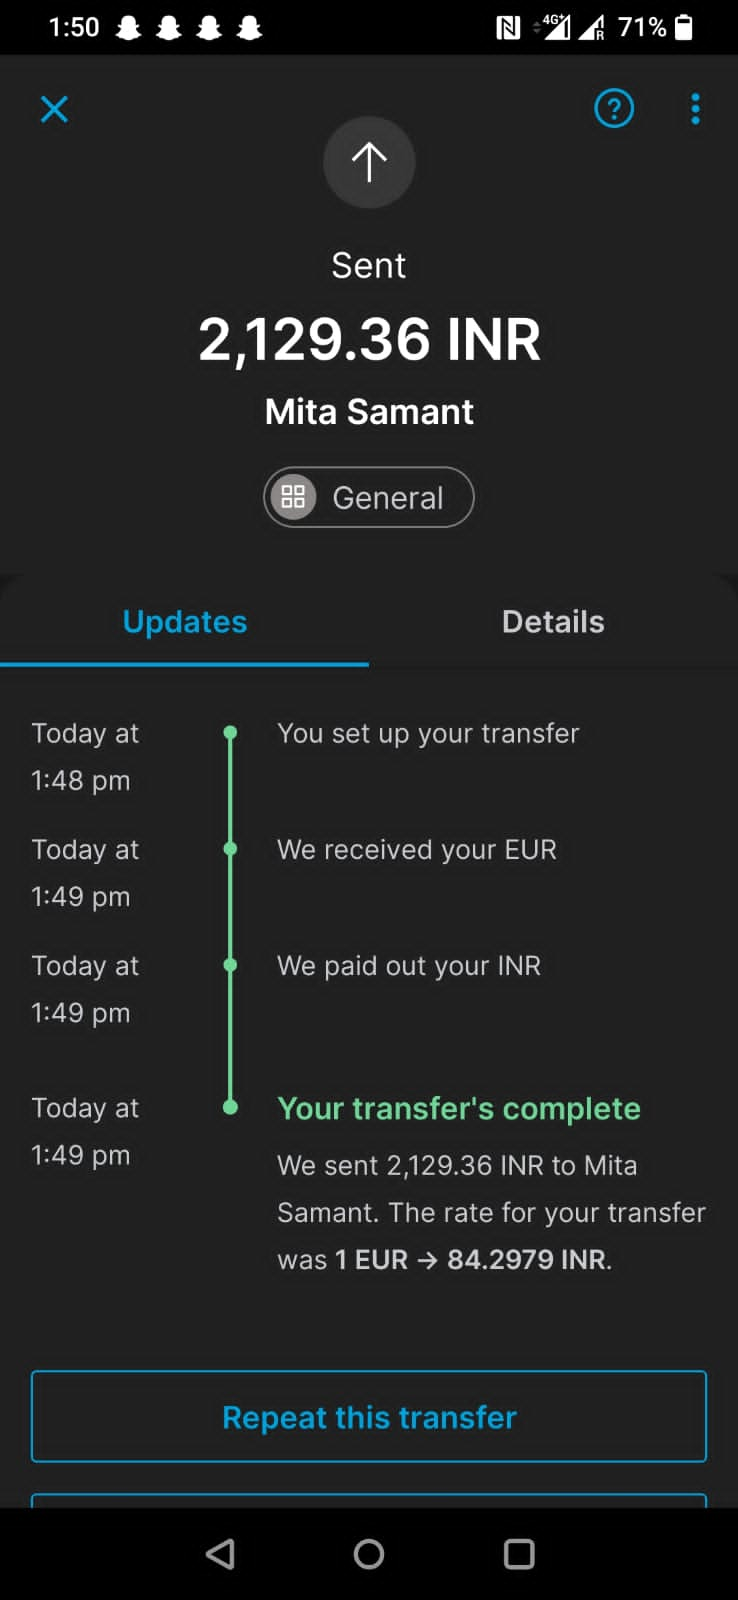 1:50 4G+ R 71%
?
Sent
2,129.36 INR
Mita Samant
General
Updates Details
Today at
1:48 pm
You set up your transfer
Today at
1:49 pm
We received your EUR
Today at
1:49 pm
We paid out your INR
Today at
1:49 pm
Your transfer's complete
We sent 2,129.36 INR to Mita
Samant. The rate for your transfer
was 1 EUR → 84.2979 INR.
Repeat this transfer